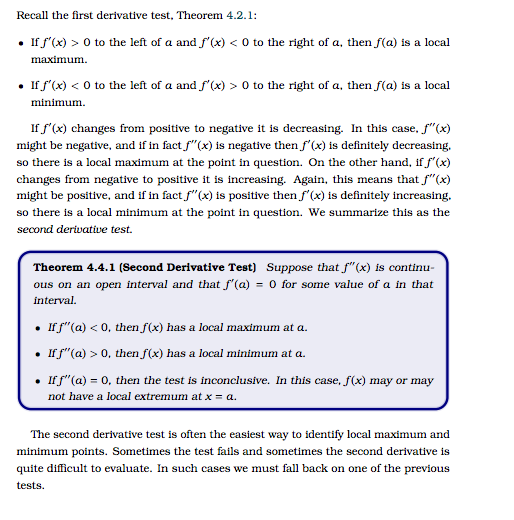 Recall the first derivative test, Theorem 4.2.1:
• If f′(x) > 0 to the left of a and f′(x) < 0 to the right of a, then f(a) is a local
maximum.
• If f′(x) < 0 to the left of a and f′(x) > 0 to the right of a, then f(a) is a local
minimum.
If f′(x) changes from positive to negative it is decreasing. In this case, f″(x)
might be negative, and if in fact f″(x) is negative then f′(x) is definitely decreasing,
so there is a local maximum at the point in question. On the other hand, if f′(x)
changes from negative to positive it is increasing. Again, this means that f″(x)
might be positive, and if in fact f″(x) is positive then f′(x) is definitely increasing,
so there is a local minimum at the point in question. We summarize this as the
second derivative test.
Theorem 4.4.1 (Second Derivative Test) Suppose that f″(x) is continu-
ous on an open interval and that f′(a) = 0 for some value of a in that
interval.
• If f″(a) < 0, then f(x) has a local maximum at a.
• If f″(a) > 0, then f(x) has a local minimum at a.
• If f″(a) = 0, then the test is inconclusive. In this case, f(x) may or may
not have a local extremum at x = a.
The second derivative test is often the easiest way to identify local maximum and
minimum points. Sometimes the test fails and sometimes the second derivative is
quite difficult to evaluate. In such cases we must fall back on one of the previous
tests.